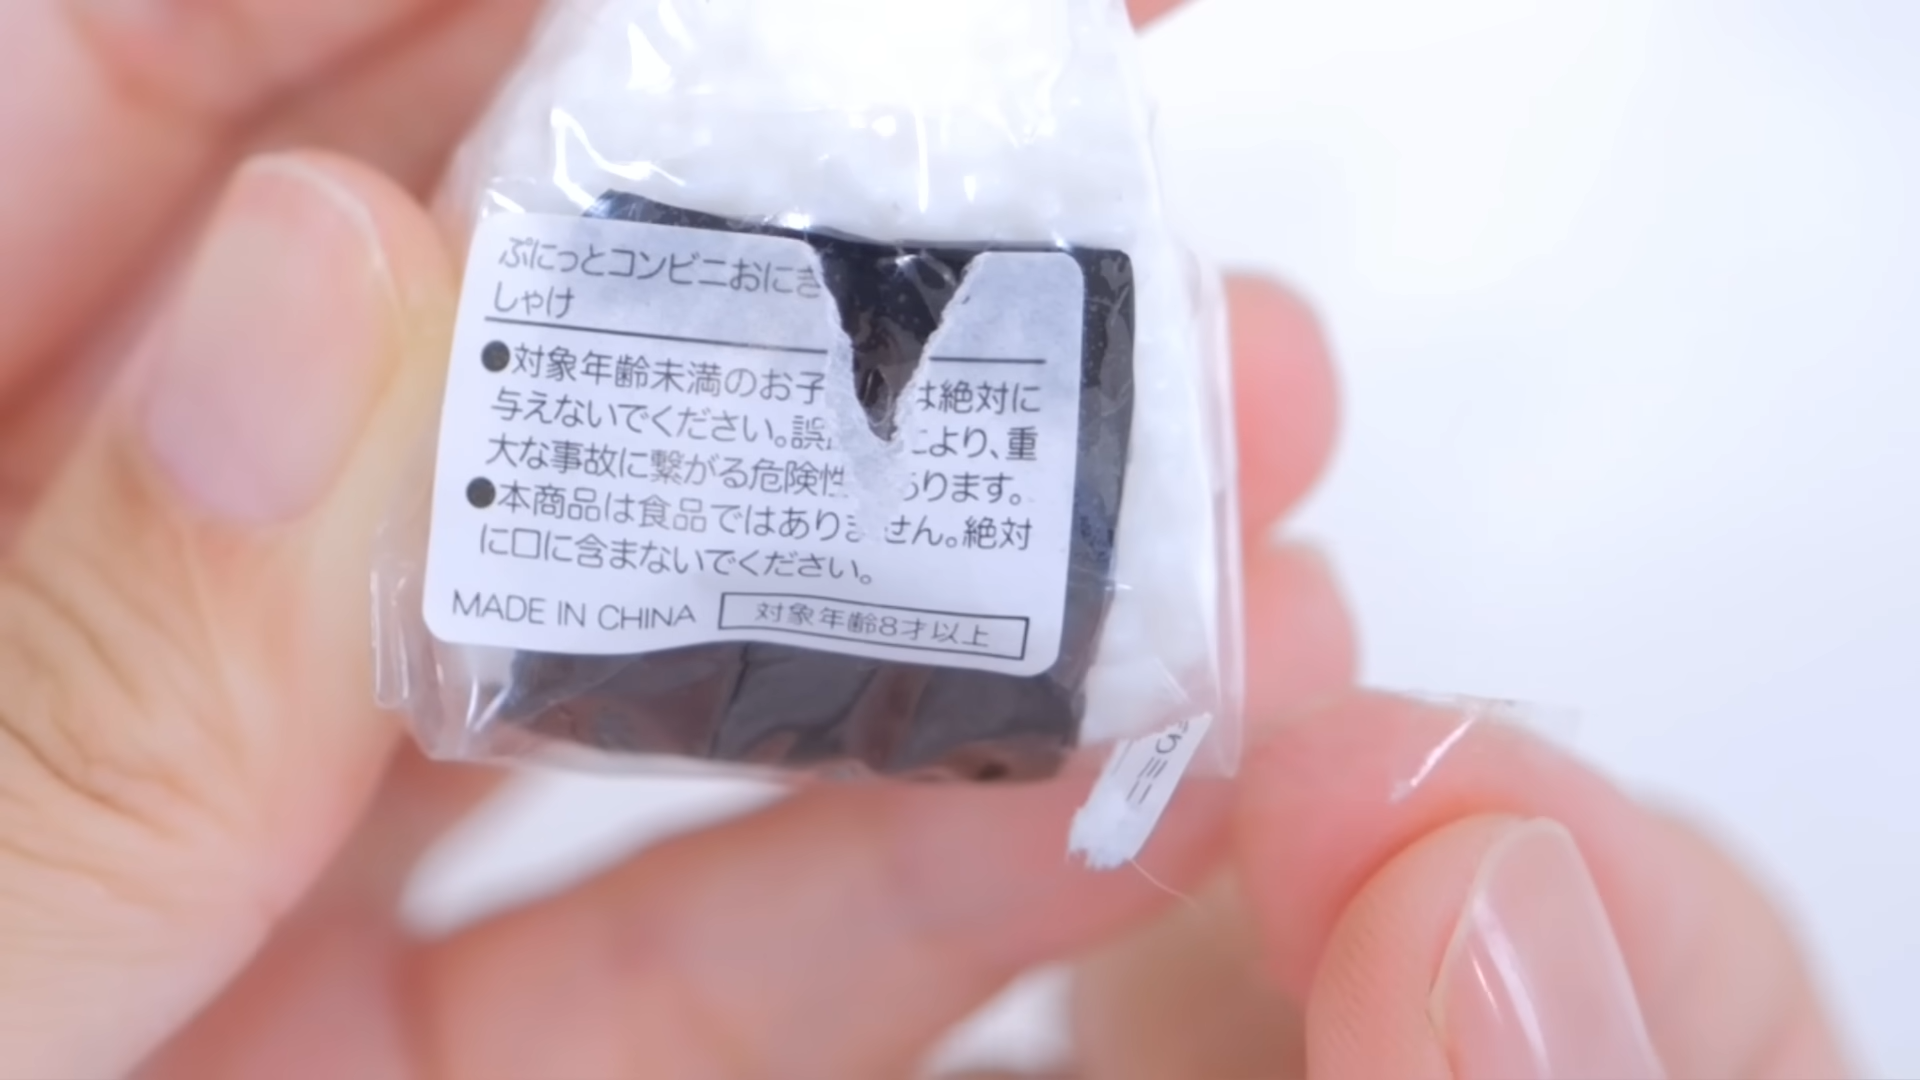 ぷにっとコンビニおにき
しゃけ
●対象年齢未満のお子 は絶対に
与えないでください。誤 により、重
大な事故に繋がる危険性 あります。
●本商品は食品ではありません。絶対
に口に含まないでください。
MADE IN CHINA 対象年齢8才以上